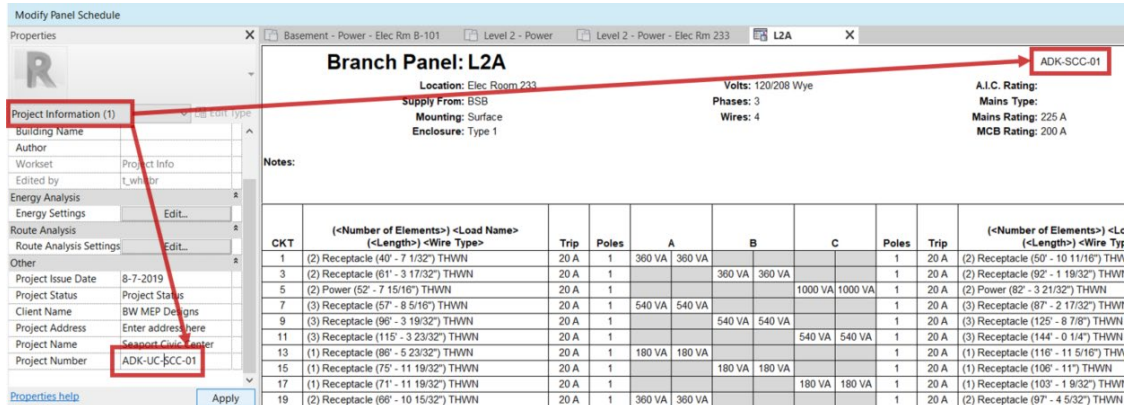 Modify Panel Schedule
Properties
Basement - Power - Elec Rm B-101
Level 2 - Power
Level 2 - Power - Elec Rm 233
L2A
X
R
Project Information (1)
Edit Type
Building Name
Author
Workset Project Info
Edited by
Energy Analysis
Energy Settings Edit...
Route Analysis
Route Analysis Settings Edit...
Other
Project Issue Date 8-7-2019
Project Status Project Status
Client Name BW MEP Designs
Project Address Enter address here
Project Name Seaport Civic Center
Project Number ADK-UC-SCC-01
Properties help
Apply
Branch Panel: L2A
ADK-SCC-01
Location: Elec Room 233
Supply From: BSB
Mounting: Surface
Enclosure: Type 1
Volts: 120/208 Wye
Phases: 3
Wires: 4
A.I.C. Rating:
Mains Type:
Mains Rating: 225 A
MCB Rating: 200 A
Notes:
CKT (<Number of Elements>) <Load Name> (<Length>) <Wire Type> Trip Poles A B C Poles Trip (<Number of Elements>) (<Length>)
1 (2) Receptacle (40' - 7 1/32") THWN 20 A 1 360 VA 360 VA 1 20 A (2) Receptacle (50' - 10 11/16")
3 (2) Receptacle (61' - 3 17/32") THWN 20 A 1 360 VA 360 VA 1 20 A (2) Receptacle (92' - 1 19/32")
5 (2) Power (52' - 7 15/16") THWN 20 A 1 1000 VA 1000 VA 1 20 A (2) Power (82' - 3 21/32") THWN
7 (3) Receptacle (57' - 8 5/16") THWN 20 A 1 540 VA 540 VA 1 20 A (3) Receptacle (87' - 2 17/32")
9 (3) Receptacle (96' - 3 19/32") THWN 20 A 1 540 VA 540 VA 1 20 A (3) Receptacle (125' - 8 7/8") THWN
11 (3) Receptacle (115' - 3 23/32") THWN 20 A 1 540 VA 540 VA 1 20 A (3) Receptacle (144' - 0 1/4") THWN
13 (1) Receptacle (86' - 5 23/32") THWN 20 A 1 180 VA 180 VA 1 20 A (1) Receptacle (116' - 11 5/16")
15 (1) Receptacle (75' - 11 19/32") THWN 20 A 1 180 VA 180 VA 1 20 A (1) Receptacle (106' - 11") THWN
17 (1) Receptacle (71' - 11 19/32") THWN 20 A 1 180 VA 180 VA 1 20 A (1) Receptacle (103' - 1 9/32")
19 (2) Receptacle (66' - 10 15/32") THWN 20 A 1 360 VA 360 VA 1 20 A (2) Receptacle (97' - 4 5/32") THWN